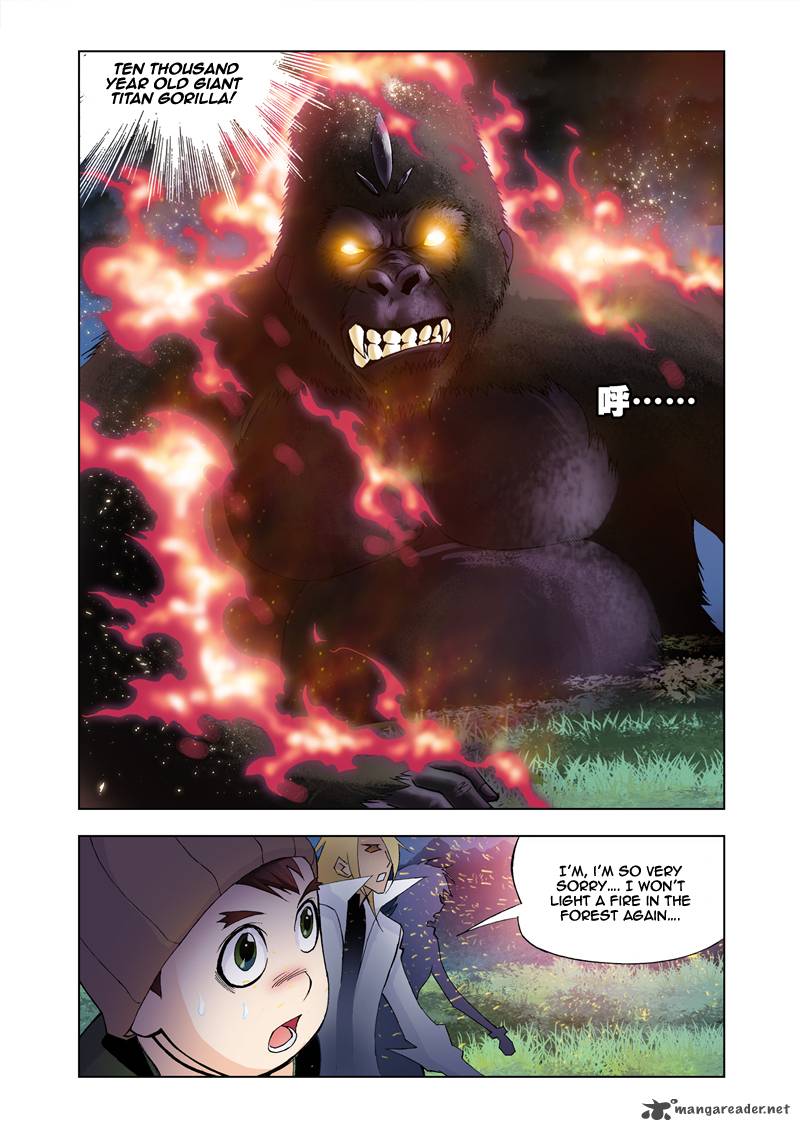 TEN THOUSAND
YEAR OLD GIANT
TITAN GORILLA!
呼……
I'M, I'M SO VERY
SORRY.... I WON'T
LIGHT A FIRE IN THE
FOREST AGAIN....
mangareader.net